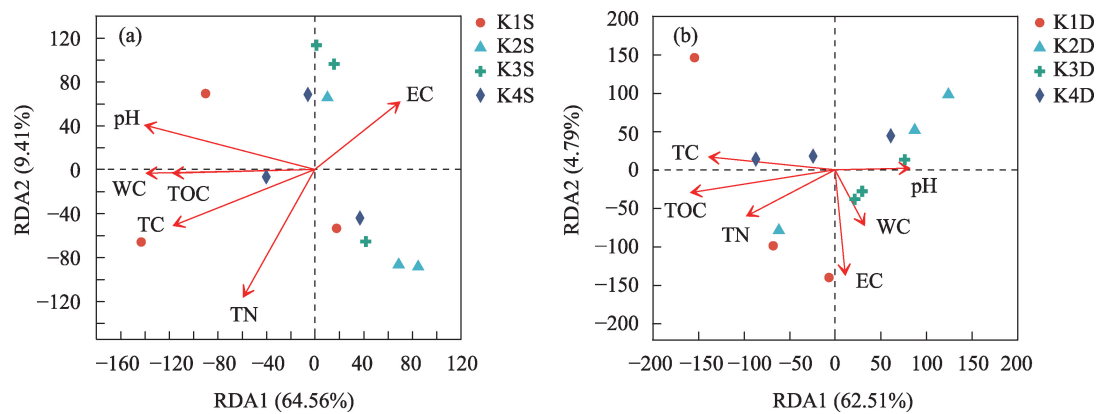 (a)
K1S
K2S
K3S
K4S
120
80
40
0
−40
−80
−120
RDA2 (9.41%)
EC
pH
WC
TOC
TC
TN
−160 −120 −80 −40 0 40 80 120
RDA1 (64.56%)
(b)
K1D
K2D
K3D
K4D
200
150
100
50
0
−50
−100
−150
−200
RDA2 (4.79%)
TC
TOC
TN
pH
WC
EC
−200 −150 −100 −50 0 50 100 150 200
RDA1 (62.51%)